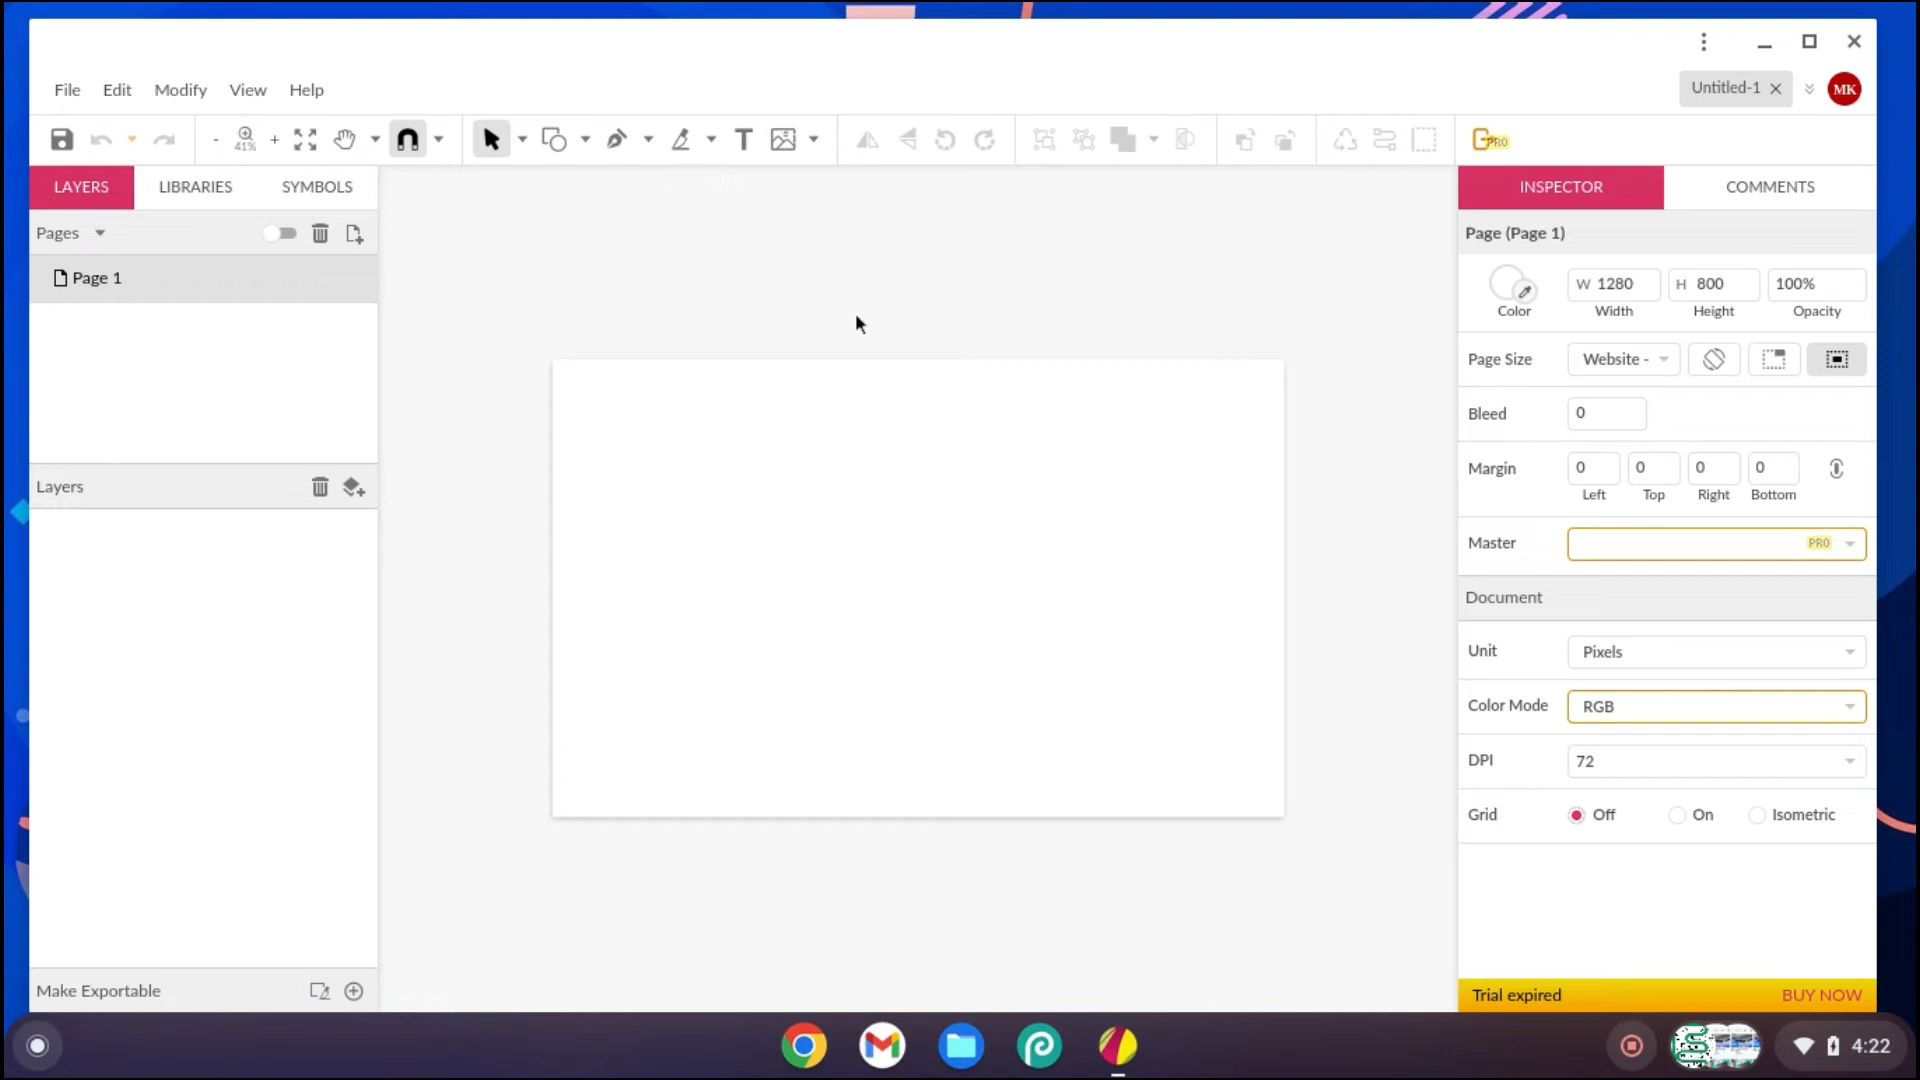 Untitled-1
MK
File Edit Modify View Help
- 41% +
T
PRO
LAYERS LIBRARIES SYMBOLS
INSPECTOR COMMENTS
Pages
Page (Page 1)
Page 1
W 1280 H 800 100%
Color Width Height Opacity
Page Size Website -
Bleed 0
Margin 0 0 0 0
Left Top Right Bottom
Layers
Master PRO
Document
Unit Pixels
Color Mode RGB
DPI 72
Grid Off On Isometric
Make Exportable
Trial expired BUY NOW
4:22